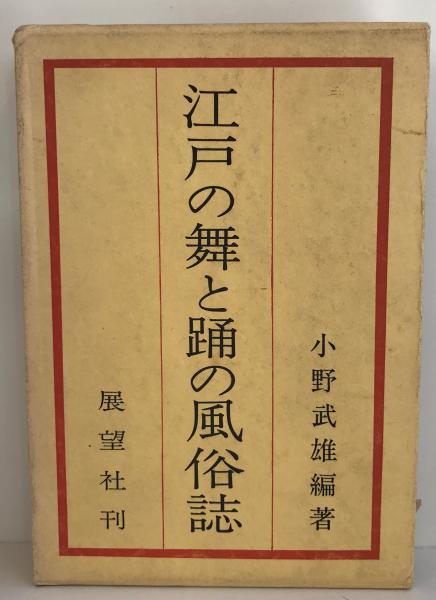 小野武雄編著
江戸の舞と踊の風俗誌
展望社刊